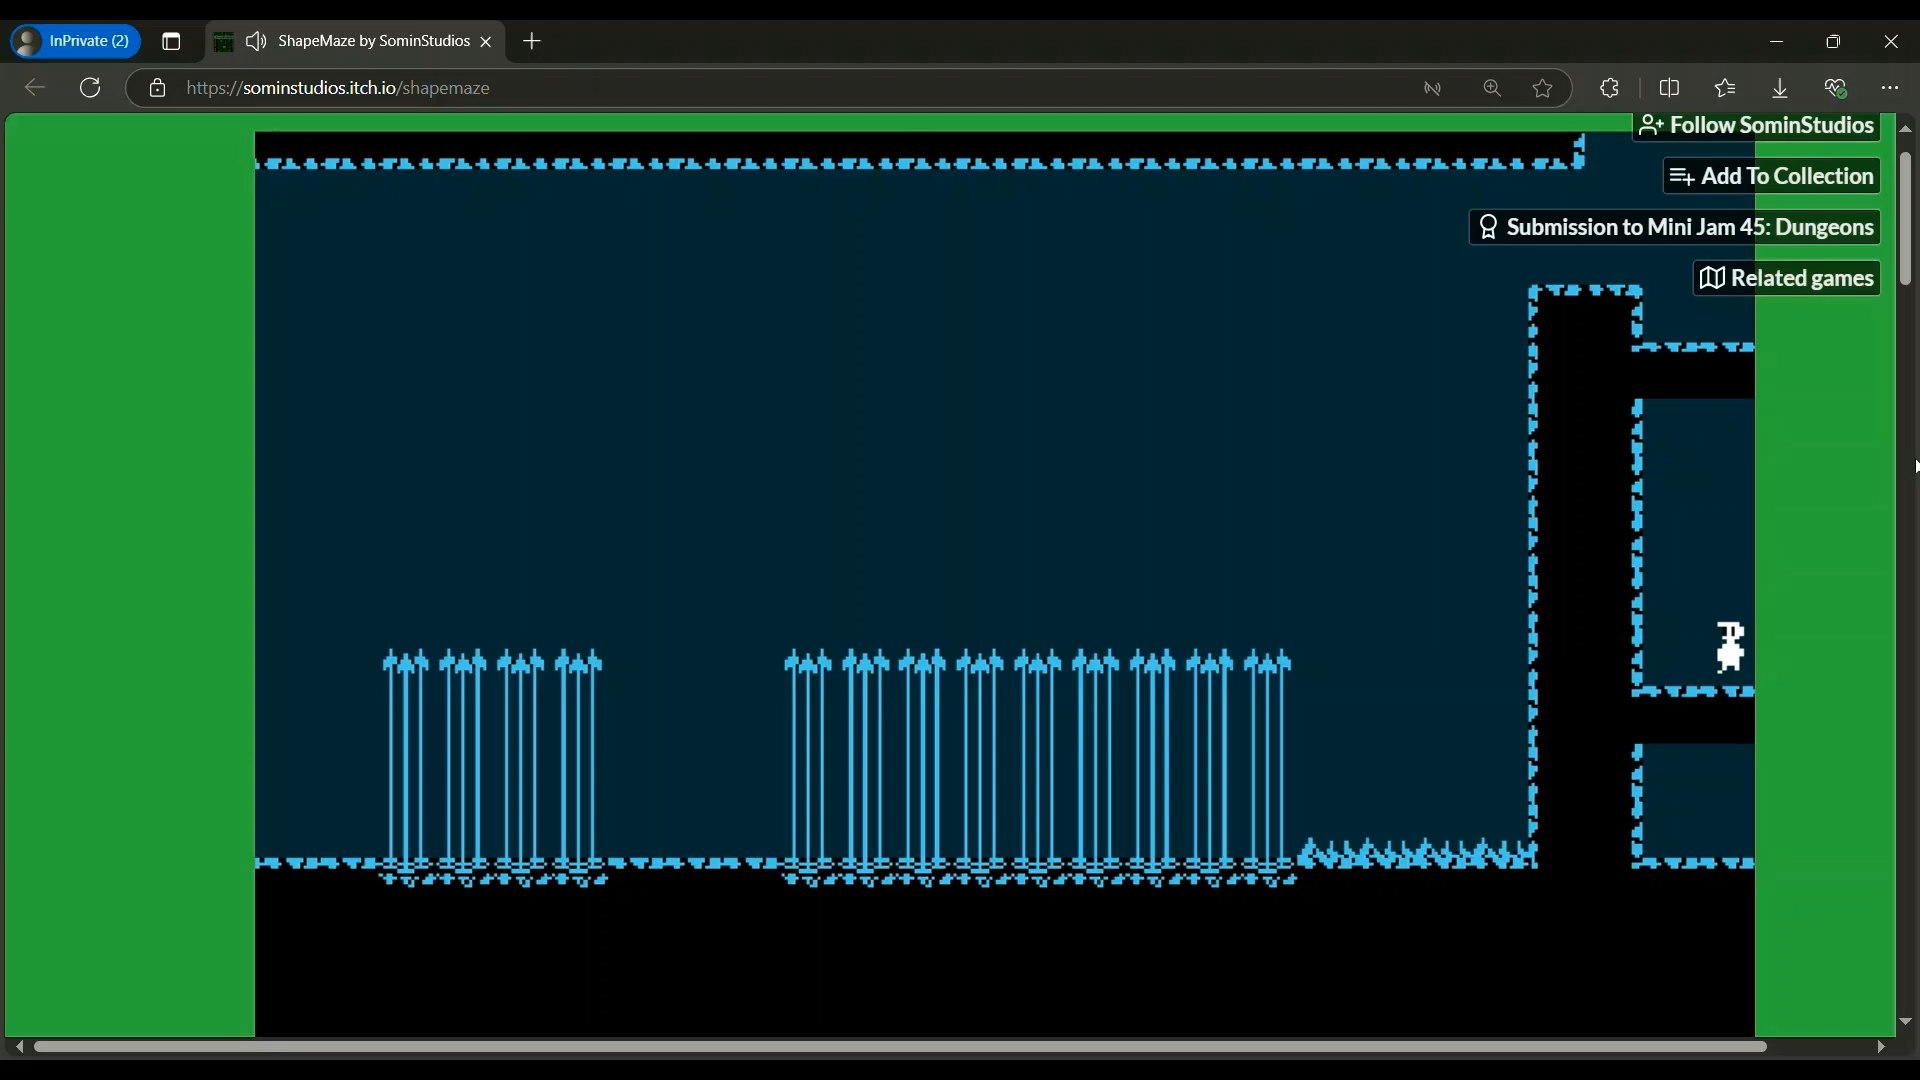 InPrivate (2)
ShapeMaze by SominStudios
https://sominstudios.itch.io/shapemaze
Follow SominStudios
Add To Collection
Submission to Mini Jam 45: Dungeons
Related games